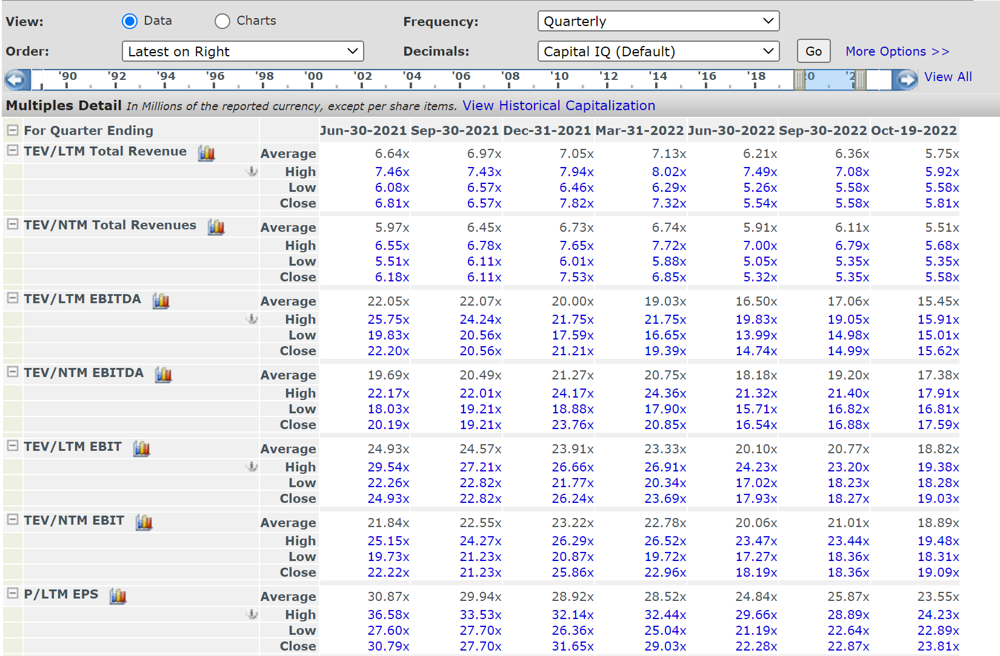 View: Data Charts Frequency: Quarterly
Order: Latest on Right Decimals: Capital IQ (Default) Go More Options >>
'90 '92 '94 '96 '98 '00 '02 '04 '06 '08 '10 '12 '14 '16 '18 20 '2 View All
Multiples Detail In Millions of the reported currency, except per share items. View Historical Capitalization
For Quarter Ending Jun-30-2021 Sep-30-2021 Dec-31-2021 Mar-31-2022 Jun-30-2022 Sep-30-2022 Oct-19-2022
TEV/LTM Total Revenue Average 6.64x 6.97x 7.05x 7.13x 6.21x 6.36x 5.75x
High 7.46x 7.43x 7.94x 8.02x 7.49x 7.08x 5.92x
Low 6.08x 6.57x 6.46x 6.29x 5.26x 5.58x 5.58x
Close 6.81x 6.57x 7.82x 7.32x 5.54x 5.58x 5.81x
TEV/NTM Total Revenues Average 5.97x 6.45x 6.73x 6.74x 5.91x 6.11x 5.51x
High 6.55x 6.78x 7.65x 7.72x 7.00x 6.79x 5.68x
Low 5.51x 6.11x 6.01x 5.88x 5.05x 5.35x 5.35x
Close 6.18x 6.11x 7.53x 6.85x 5.32x 5.35x 5.58x
TEV/LTM EBITDA Average 22.05x 22.07x 20.00x 19.03x 16.50x 17.06x 15.45x
High 25.75x 24.24x 21.75x 21.75x 19.83x 19.05x 15.91x
Low 19.83x 20.56x 17.59x 16.65x 13.99x 14.98x 15.01x
Close 22.20x 20.56x 21.21x 19.39x 14.74x 14.99x 15.62x
TEV/NTM EBITDA Average 19.69x 20.49x 21.27x 20.75x 18.18x 19.20x 17.38x
High 22.17x 22.01x 24.17x 24.36x 21.32x 21.40x 17.91x
Low 18.03x 19.21x 18.88x 17.90x 15.71x 16.82x 16.81x
Close 20.19x 19.21x 23.76x 20.85x 16.54x 16.88x 17.59x
TEV/LTM EBIT Average 24.93x 24.57x 23.91x 23.33x 20.10x 20.77x 18.82x
High 29.54x 27.21x 26.66x 26.91x 24.23x 23.20x 19.38x
Low 22.26x 22.82x 21.77x 20.34x 17.02x 18.23x 18.28x
Close 24.93x 22.82x 26.24x 23.69x 17.93x 18.27x 19.03x
TEV/NTM EBIT Average 21.84x 22.55x 23.22x 22.78x 20.06x 21.01x 18.89x
High 25.15x 24.27x 26.29x 26.52x 23.47x 23.44x 19.48x
Low 19.73x 21.23x 20.87x 19.72x 17.27x 18.36x 18.31x
Close 22.22x 21.23x 25.86x 22.96x 18.19x 18.36x 19.09x
P/LTM EPS Average 30.87x 29.94x 28.92x 28.52x 24.84x 25.87x 23.55x
High 36.58x 33.53x 32.14x 32.44x 29.66x 28.89x 24.23x
Low 27.60x 27.70x 26.36x 25.04x 21.19x 22.64x 22.89x
Close 30.79x 27.70x 31.65x 29.03x 22.28x 22.87x 23.81x